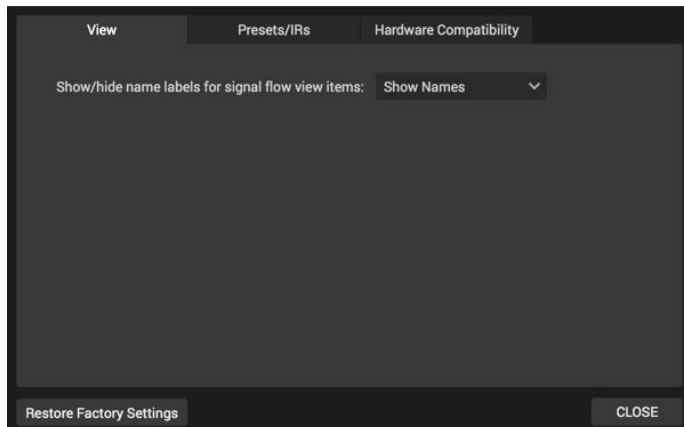 View Presets/IRs Hardware Compatibility
Show/hide name labels for signal flow view items: Show Names
Restore Factory Settings CLOSE